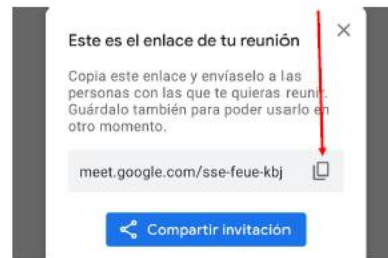 Este es el enlace de tu reunión
Copia este enlace y envíaselo a las
personas con las que te quieras reunir.
Guárdalo también para poder usarlo en
otro momento.
meet.google.com/sse-feue-kbj
Compartir invitación